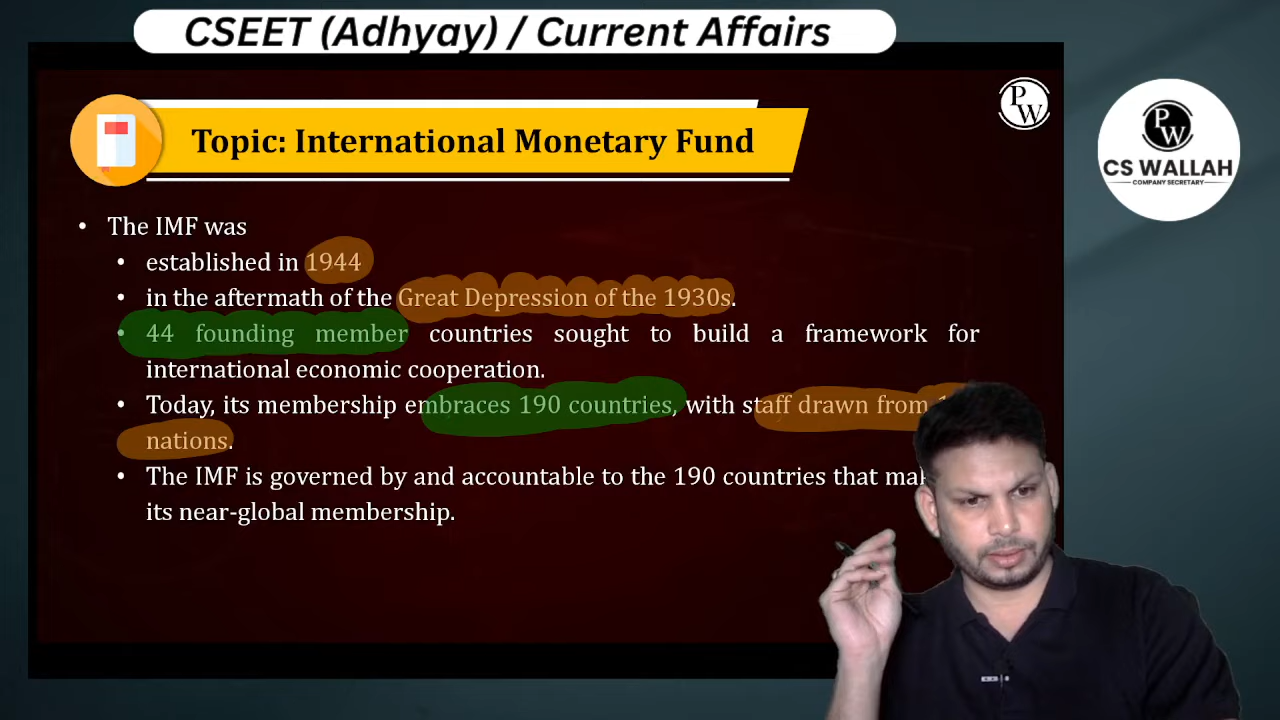 CSEET (Adhyay) / Current Affairs
PW
Topic: International Monetary Fund
PW
CS WALLAH
COMPANY SECRETARY
• The IMF was
• established in 1944
• in the aftermath of the Great Depression of the 1930s.
• 44 founding member countries sought to build a framework for
international economic cooperation.
• Today, its membership embraces 190 countries, with staff drawn from
nations.
• The IMF is governed by and accountable to the 190 countries that
its near-global membership.